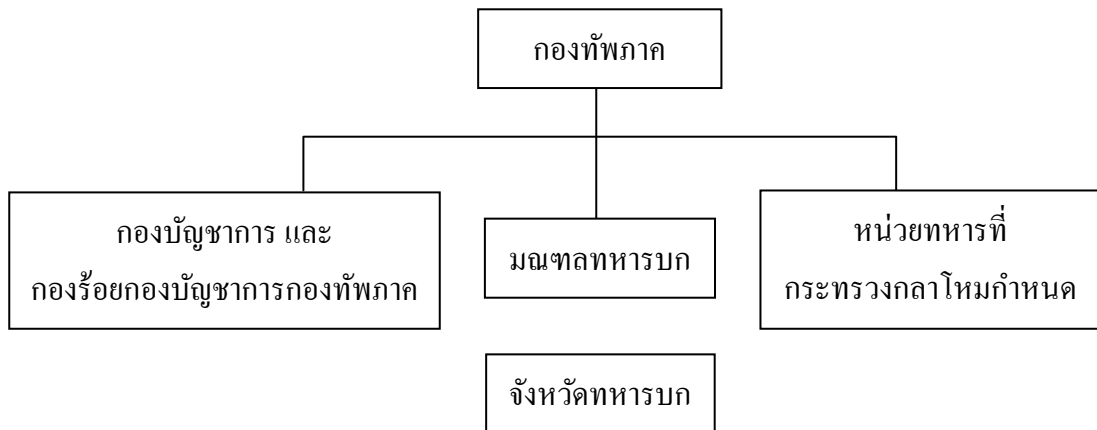 กองทัพภาค
กองบัญชาการ และ
กองร้อยกองบัญชาการกองทัพภาค
มณฑลทหารบก
หน่วยทหารที่
กระทรวงกลาโหมกำหนด
จังหวัดทหารบก